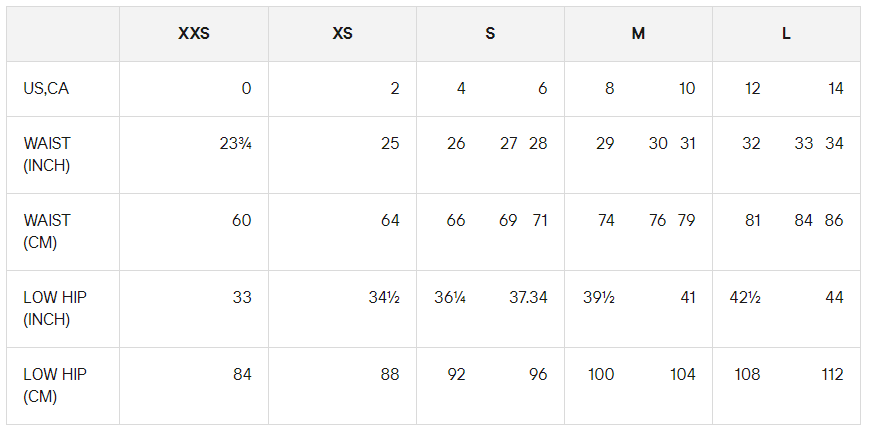 XXS XS S M L
US,CA 0 2 4 6 8 10 12 14
WAIST (INCH) 23¾ 25 26 27 28 29 30 31 32 33 34
WAIST (CM) 60 64 66 69 71 74 76 79 81 84 86
LOW HIP (INCH) 33 34½ 36¼ 37.34 39½ 41 42½ 44
LOW HIP (CM) 84 88 92 96 100 104 108 112